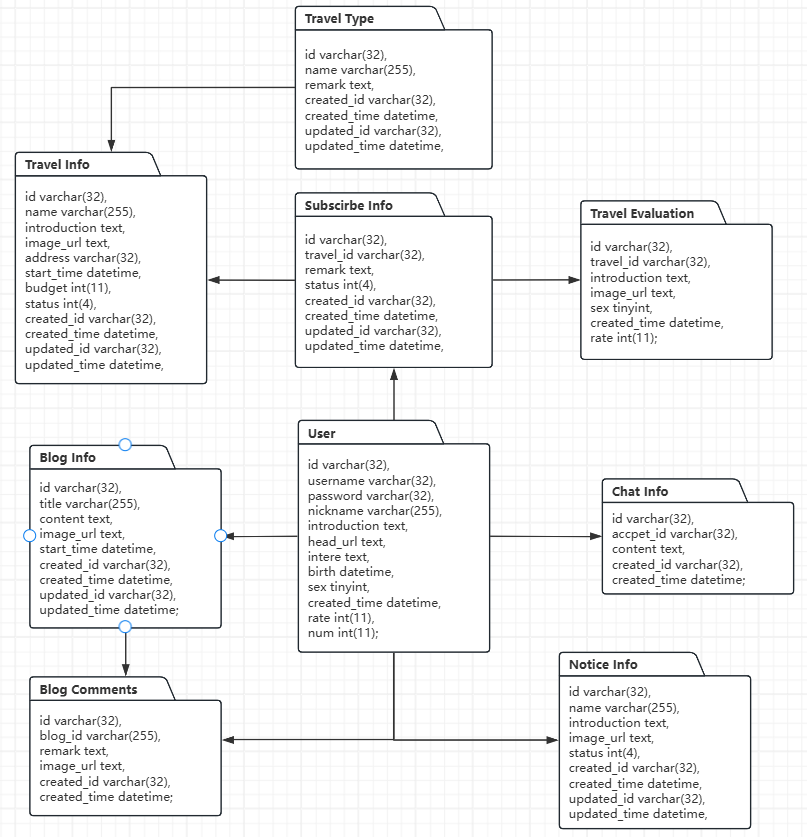 Travel Type
id varchar(32),
name varchar(255),
remark text,
created_id varchar(32),
created_time datetime,
updated_id varchar(32),
updated_time datetime,
Travel Info
id varchar(32),
name varchar(255),
introduction text,
image_url text,
address varchar(32),
start_time datetime,
budget int(11),
status int(4),
created_id varchar(32),
created_time datetime,
updated_id varchar(32),
updated_time datetime,
Subscirbe Info
id varchar(32),
travel_id varchar(32),
remark text,
status int(4),
created_id varchar(32),
created_time datetime,
updated_id varchar(32),
updated_time datetime,
Travel Evaluation
id varchar(32),
travel_id varchar(32),
introduction text,
image_url text,
sex tinyint,
created_time datetime,
rate int(11);
Blog Info
id varchar(32),
title varchar(255),
content text,
image_url text,
start_time datetime,
created_id varchar(32),
created_time datetime,
updated_id varchar(32),
updated_time datetime;
User
id varchar(32),
username varchar(32),
password varchar(32),
nickname varchar(255),
introduction text,
head_url text,
intere text,
birth datetime,
sex tinyint,
created_time datetime,
rate int(11),
num int(11);
Chat Info
id varchar(32),
accpet_id varchar(32),
content text,
created_id varchar(32),
created_time datetime;
Blog Comments
id varchar(32),
blog_id varchar(255),
remark text,
image_url text,
created_id varchar(32),
created_time datetime;
Notice Info
id varchar(32),
name varchar(255),
introduction text,
image_url text,
status int(4),
created_id varchar(32),
created_time datetime,
updated_id varchar(32),
updated_time datetime,